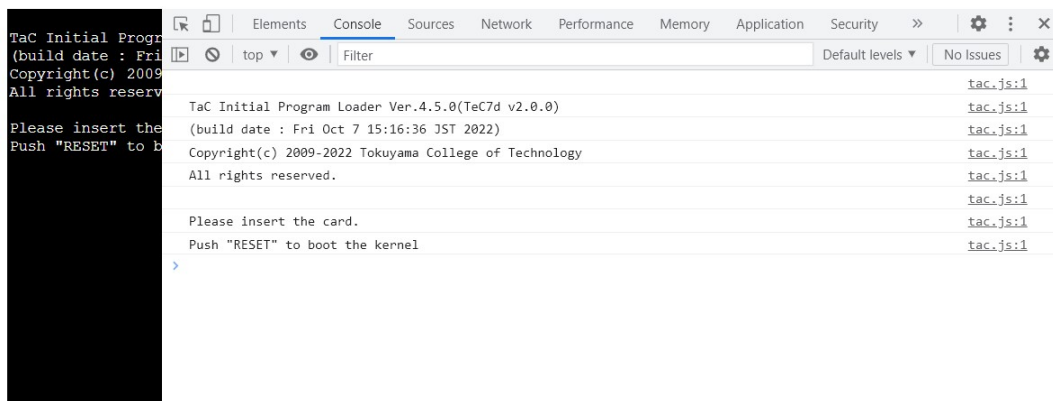 TaC Initial Progr
(build date : Fri
Copyright(c) 2009
All rights reserv
Please insert the
Push "RESET" to b
Elements Console Sources Network Performance Memory Application Security »
top ▼ Filter Default levels ▼ No Issues
tac.js:1
TaC Initial Program Loader Ver.4.5.0(TeC7d v2.0.0) tac.js:1
(build date : Fri Oct 7 15:16:36 JST 2022) tac.js:1
Copyright(c) 2009-2022 Tokuyama College of Technology tac.js:1
All rights reserved. tac.js:1
tac.js:1
Please insert the card. tac.js:1
Push "RESET" to boot the kernel tac.js:1
>